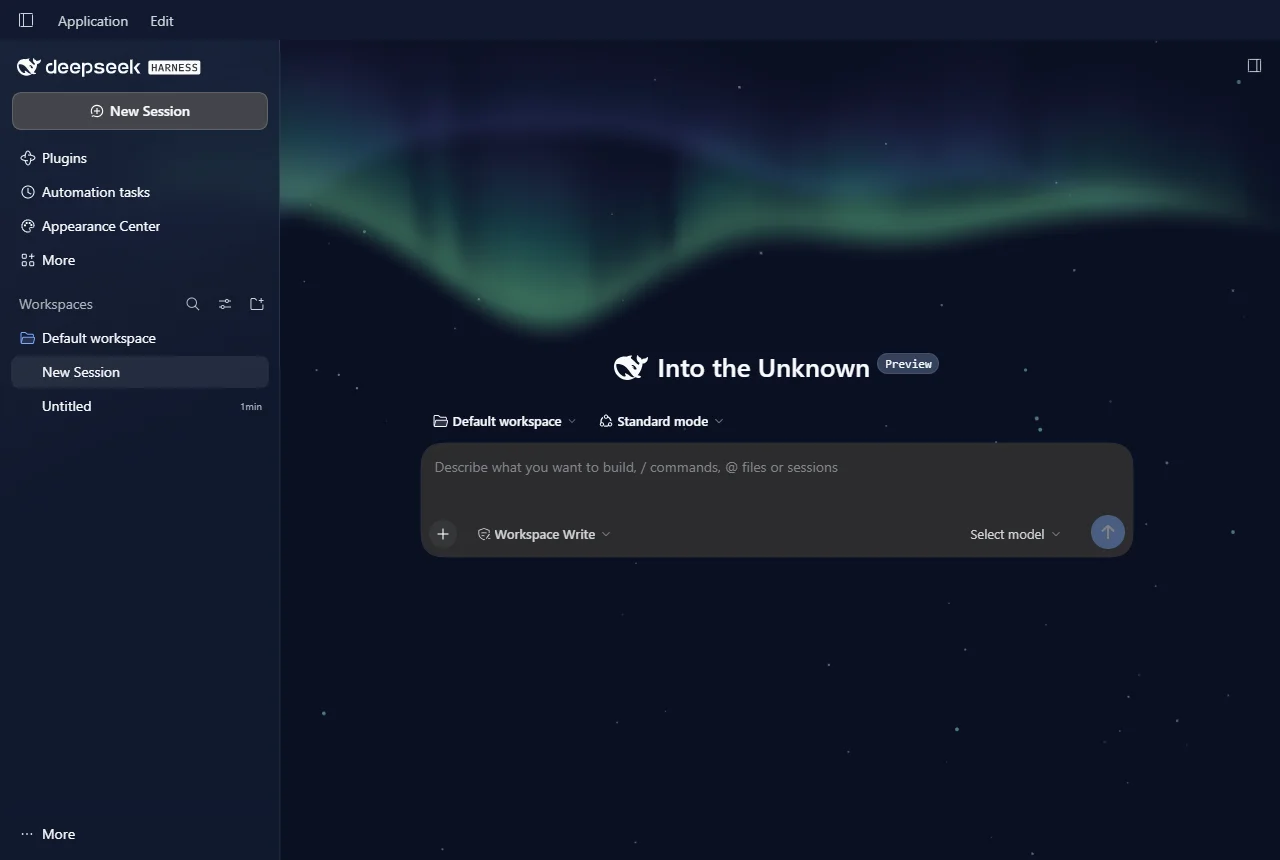 Application Edit
deepseek HARNESS
New Session
Plugins
Automation tasks
Appearance Center
More
Workspaces
Default workspace
New Session
Untitled 1min
More
Into the Unknown Preview
Default workspace Standard mode
Describe what you want to build, / commands, @ files or sessions
Workspace Write Select model